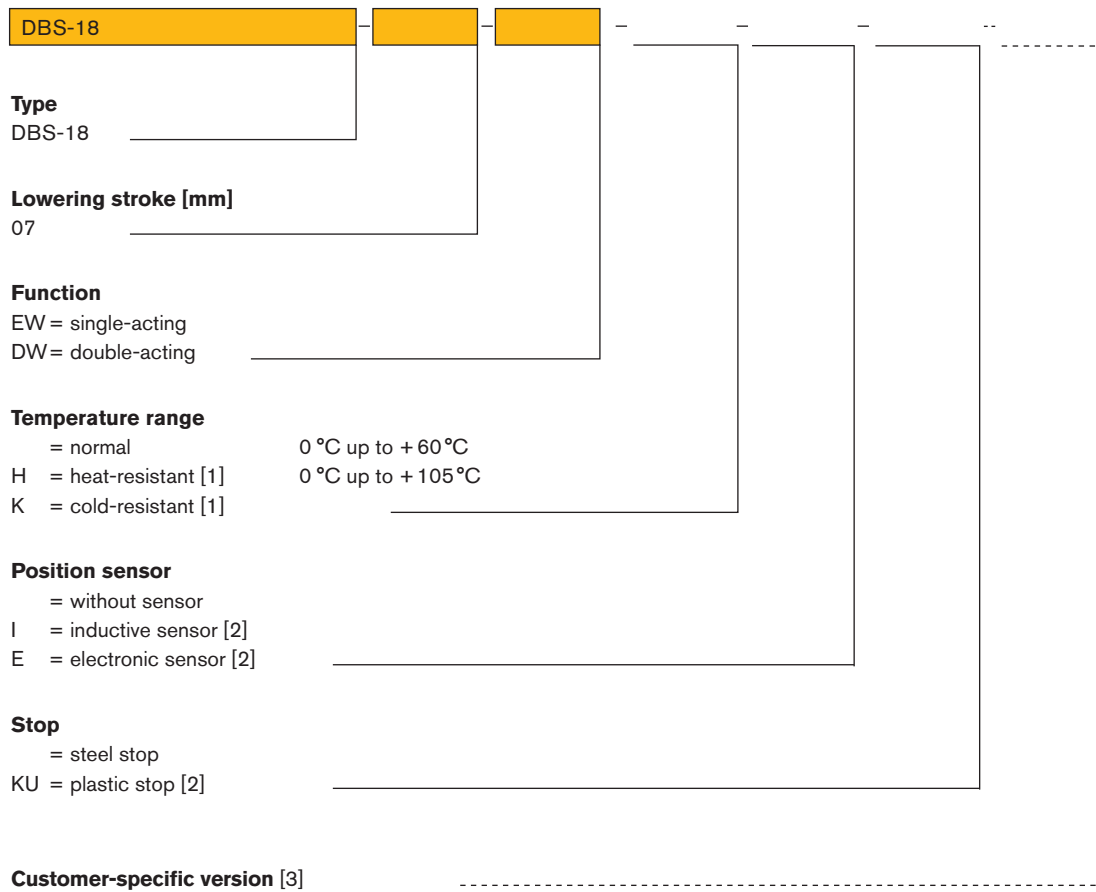 DBS-18 – – – – – --
Type
DBS-18
Lowering stroke [mm]
07
Function
EW = single-acting
DW = double-acting
Temperature range
= normal 0 °C up to + 60 °C
H = heat-resistant [1] 0 °C up to + 105 °C
K = cold-resistant [1]
Position sensor
= without sensor
I = inductive sensor [2]
E = electronic sensor [2]
Stop
= steel stop
KU = plastic stop [2]
Customer-specific version [3]